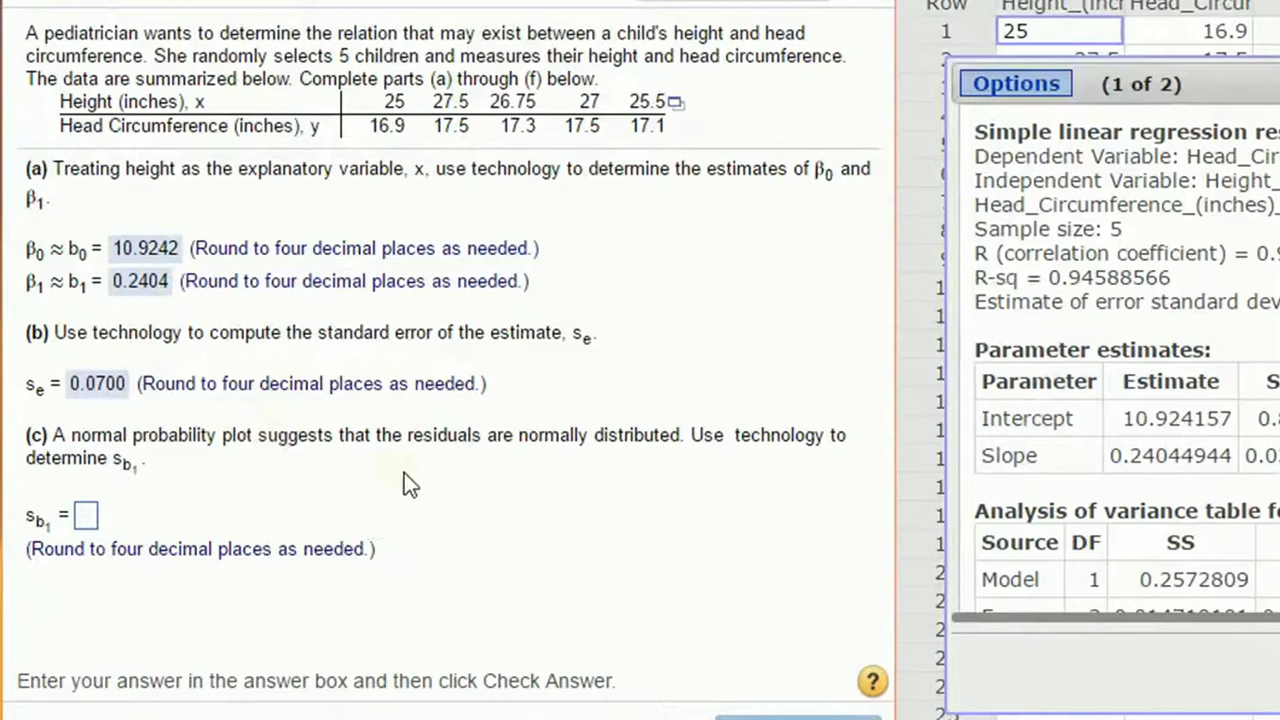 A pediatrician wants to determine the relation that may exist between a child's height and head
circumference. She randomly selects 5 children and measures their height and head circumference.
The data are summarized below. Complete parts (a) through (f) below.
Height (inches), x 25 27.5 26.75 27 25.5
Head Circumference (inches), y 16.9 17.5 17.3 17.5 17.1
(a) Treating height as the explanatory variable, x, use technology to determine the estimates of β0 and
β1.
β0 ≈ b0 = 10.9242 (Round to four decimal places as needed.)
β1 ≈ b1 = 0.2404 (Round to four decimal places as needed.)
(b) Use technology to compute the standard error of the estimate, se.
se = 0.0700 (Round to four decimal places as needed.)
(c) A normal probability plot suggests that the residuals are normally distributed. Use technology to
determine sb1.
sb1 =
(Round to four decimal places as needed.)
Enter your answer in the answer box and then click Check Answer.
?
Row Height_(inch Head_Circur
1 25 16.9
Options (1 of 2)
Simple linear regression res
Dependent Variable: Head_Cir
Independent Variable: Height_
Head_Circumference_(inches)_
Sample size: 5
R (correlation coefficient) = 0.9
R-sq = 0.94588566
Estimate of error standard dev
Parameter estimates:
Parameter Estimate S
Intercept 10.924157 0.
Slope 0.24044944 0.0
Analysis of variance table fo
Source DF SS
Model 1 0.2572809